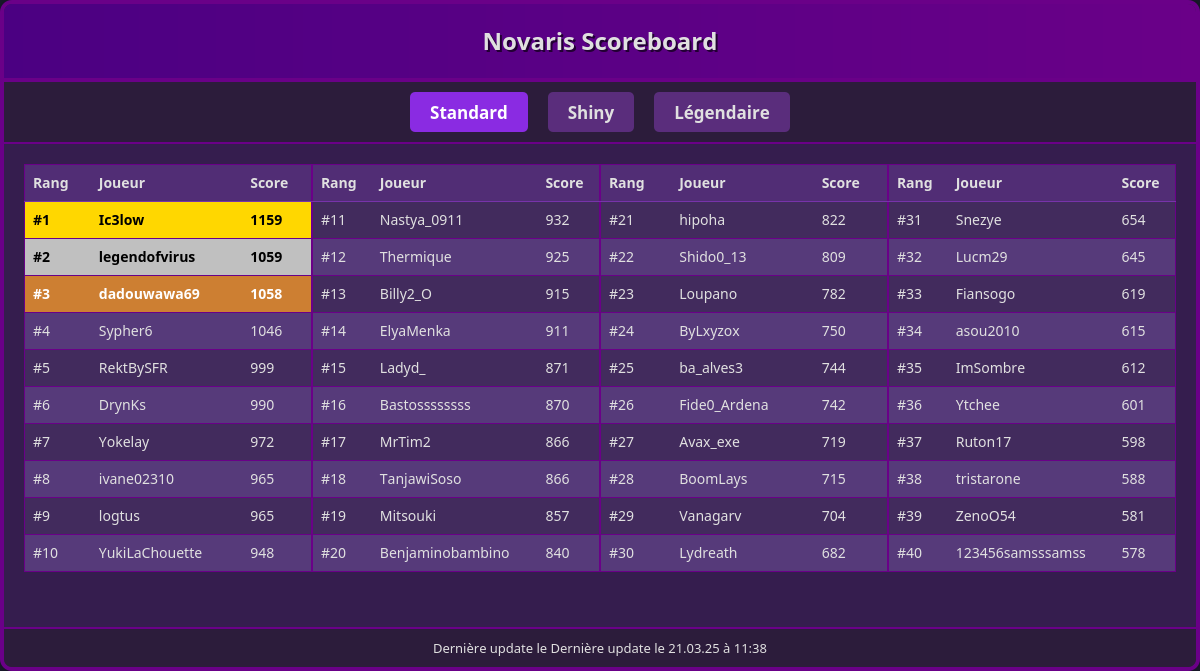 Novaris Scoreboard
Standard Shiny Légendaire
Rang Joueur Score Rang Joueur Score Rang Joueur Score Rang Joueur Score
#1 Ic3low 1159 #11 Nastya_0911 932 #21 hipoha 822 #31 Snezye 654
#2 legendofvirus 1059 #12 Thermique 925 #22 Shido0_13 809 #32 Lucm29 645
#3 dadouwawa69 1058 #13 Billy2_O 915 #23 Loupano 782 #33 Fiansogo 619
#4 Sypher6 1046 #14 ElyaMenka 911 #24 ByLxyzox 750 #34 asou2010 615
#5 RektBySFR 999 #15 Ladyd_ 871 #25 ba_alves3 744 #35 ImSombre 612
#6 DrynKs 990 #16 Bastosssssssss 870 #26 Fide0_Ardena 742 #36 Ytchee 601
#7 Yokelay 972 #17 MrTim2 866 #27 Avax_exe 719 #37 Ruton17 598
#8 ivane02310 965 #18 TanjawiSoso 866 #28 BoomLays 715 #38 tristarone 588
#9 logtus 965 #19 Mitsouki 857 #29 Vanagarv 704 #39 ZenoO54 581
#10 YukiLaChouette 948 #20 Benjaminobambino 840 #30 Lydreath 682 #40 123456samsssamss 578
Dernière update le Dernière update le 21.03.25 à 11:38